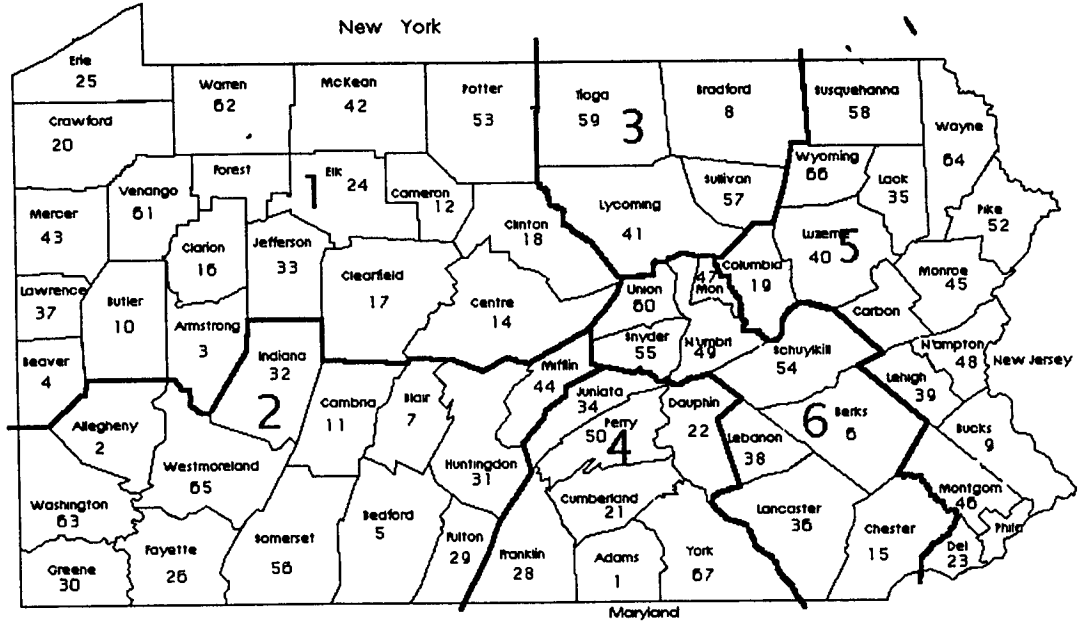 New York
Erie
25
Warren
62
McKean
42
Potter
53
Tioga
59
3
Bradford
8
Susquehanna
58
Crawford
20
Wayne
64
Forest
1
Elk
24
Cameron
12
Wyoming
66
Lack
35
Sullivan
57
Venango
61
Mercer
43
Clarion
16
Jefferson
33
Clinton
18
Lycoming
41
Pike
52
Luzerne
40
5
Clearfield
17
Centre
14
Columbia
19
47
Mon
Monroe
45
Lawrence
37
Butler
10
Armstrong
3
Union
60
Carbon
Snyder
55
N'umbrl
49
Schuylkill
54
N'ampton
48
New Jersey
Beaver
4
Indiana
32
2
Mifflin
44
Juniata
34
Lehigh
39
Cambria
11
Blair
7
Dauphin
22
Perry
50
4
Lebanon
38
6
Berks
6
Bucks
9
Allegheny
2
Westmoreland
65
Huntingdon
31
Cumberland
21
Lancaster
36
Montgom
46
Phila
Washington
63
Fayette
26
Somerset
56
Bedford
5
Fulton
29
Franklin
28
Adams
1
York
67
Chester
15
Del
23
Greene
30
Maryland